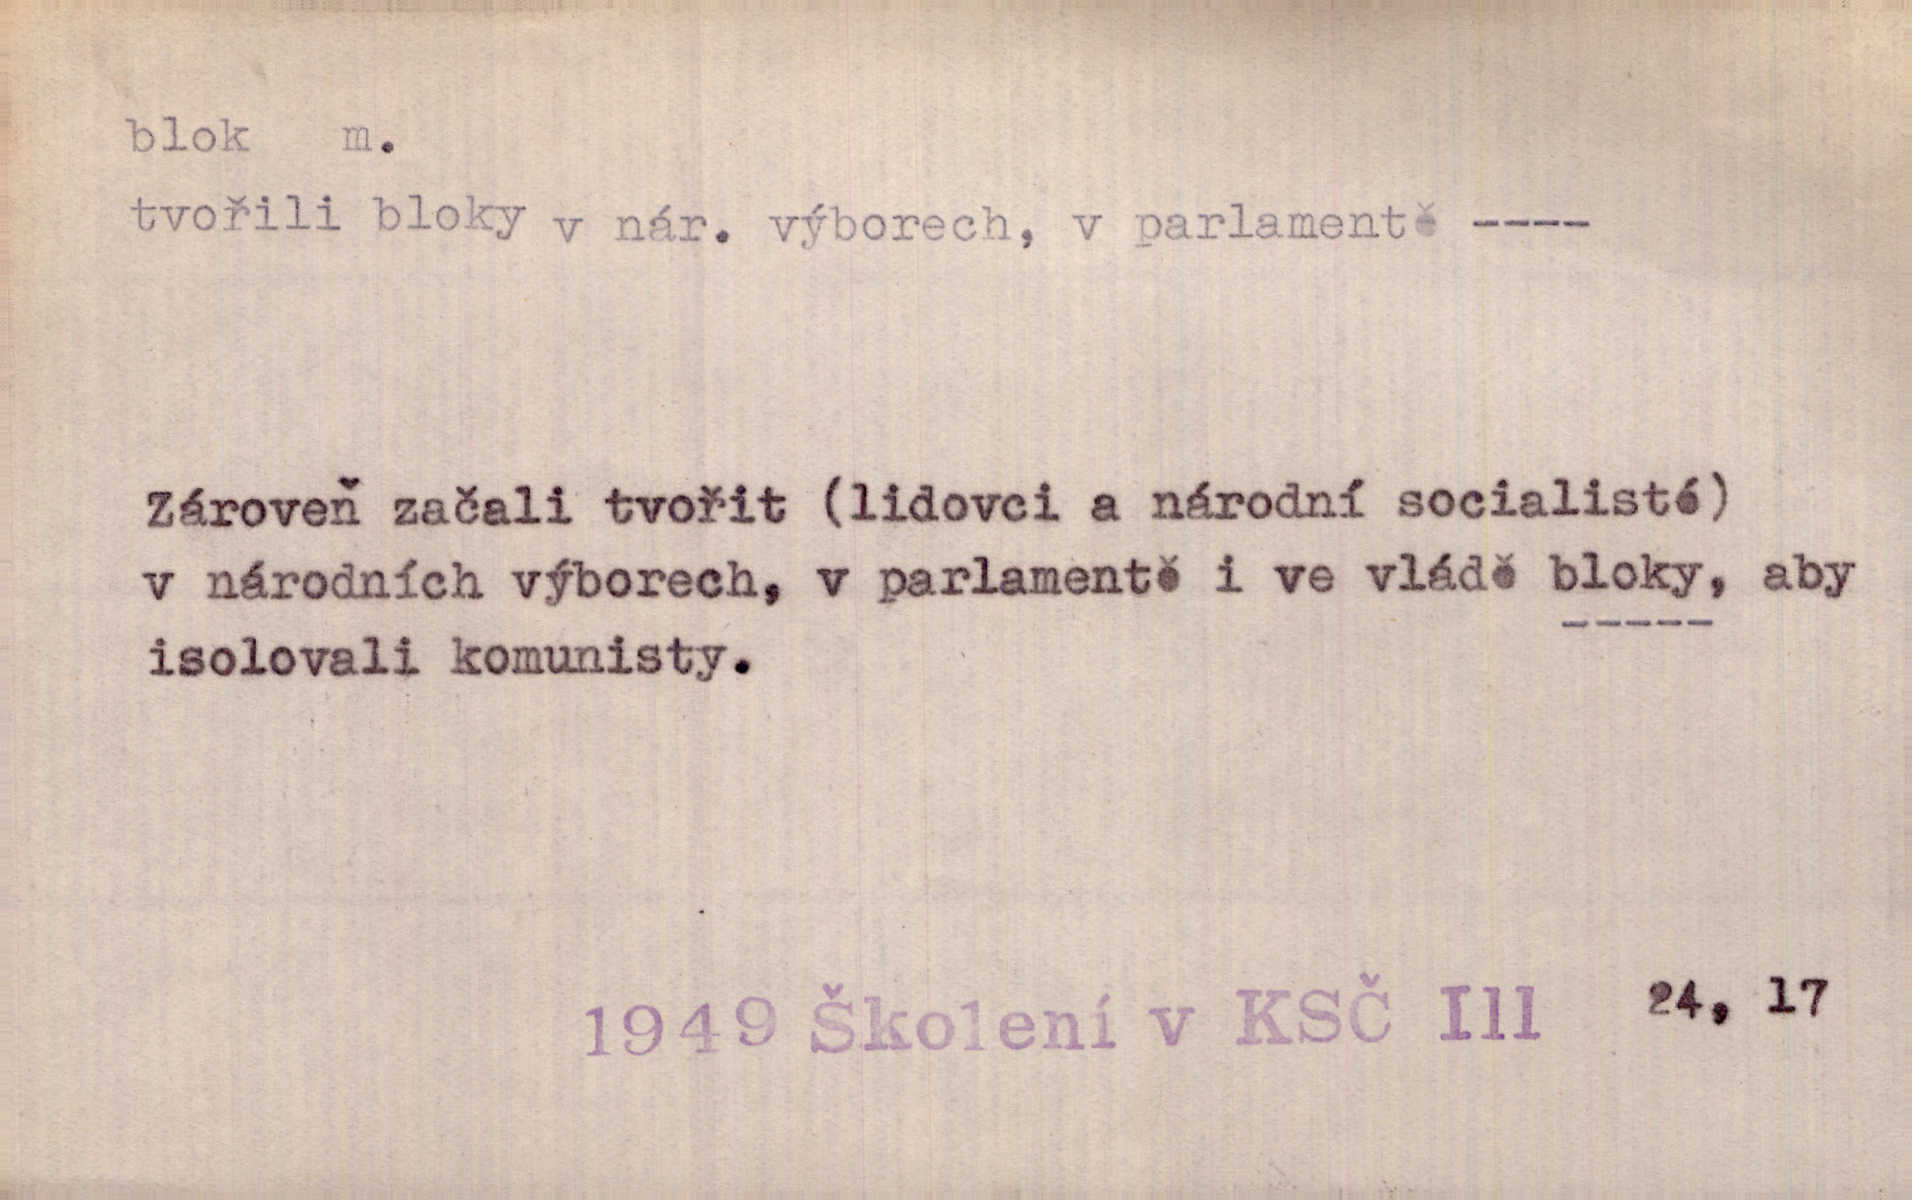 blok m.
tvořili bloky v nár. výborech, v parlamentě ----
Zároveň začali tvořit (lidovci a národní socialisté)
v národních výborech, v parlamentě i ve vládě bloky, aby
isolovali komunisty.
1949 Školení v KSČ Ill 24, 17